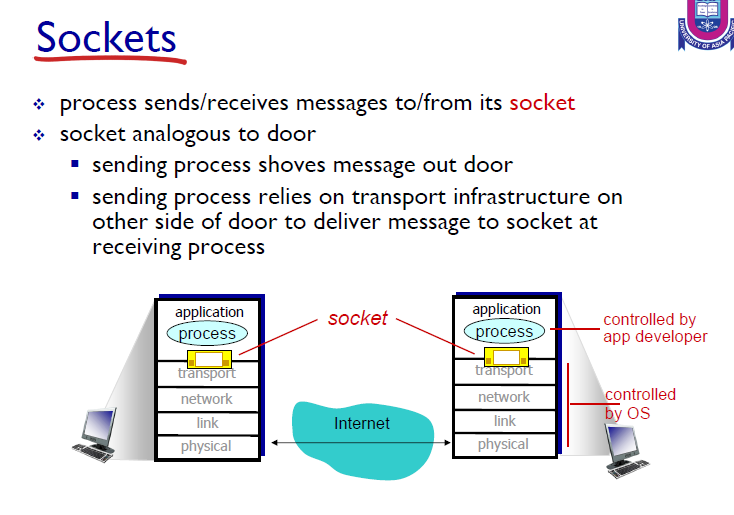 Sockets
UNIVERSITY OF ASIA PACIFIC
process sends/receives messages to/from its socket
socket analogous to door
sending process shoves message out door
sending process relies on transport infrastructure on
other side of door to deliver message to socket at
receiving process
application
process
transport
network
link
physical
socket
Internet
application
process
transport
network
link
physical
controlled by
app developer
controlled
by OS